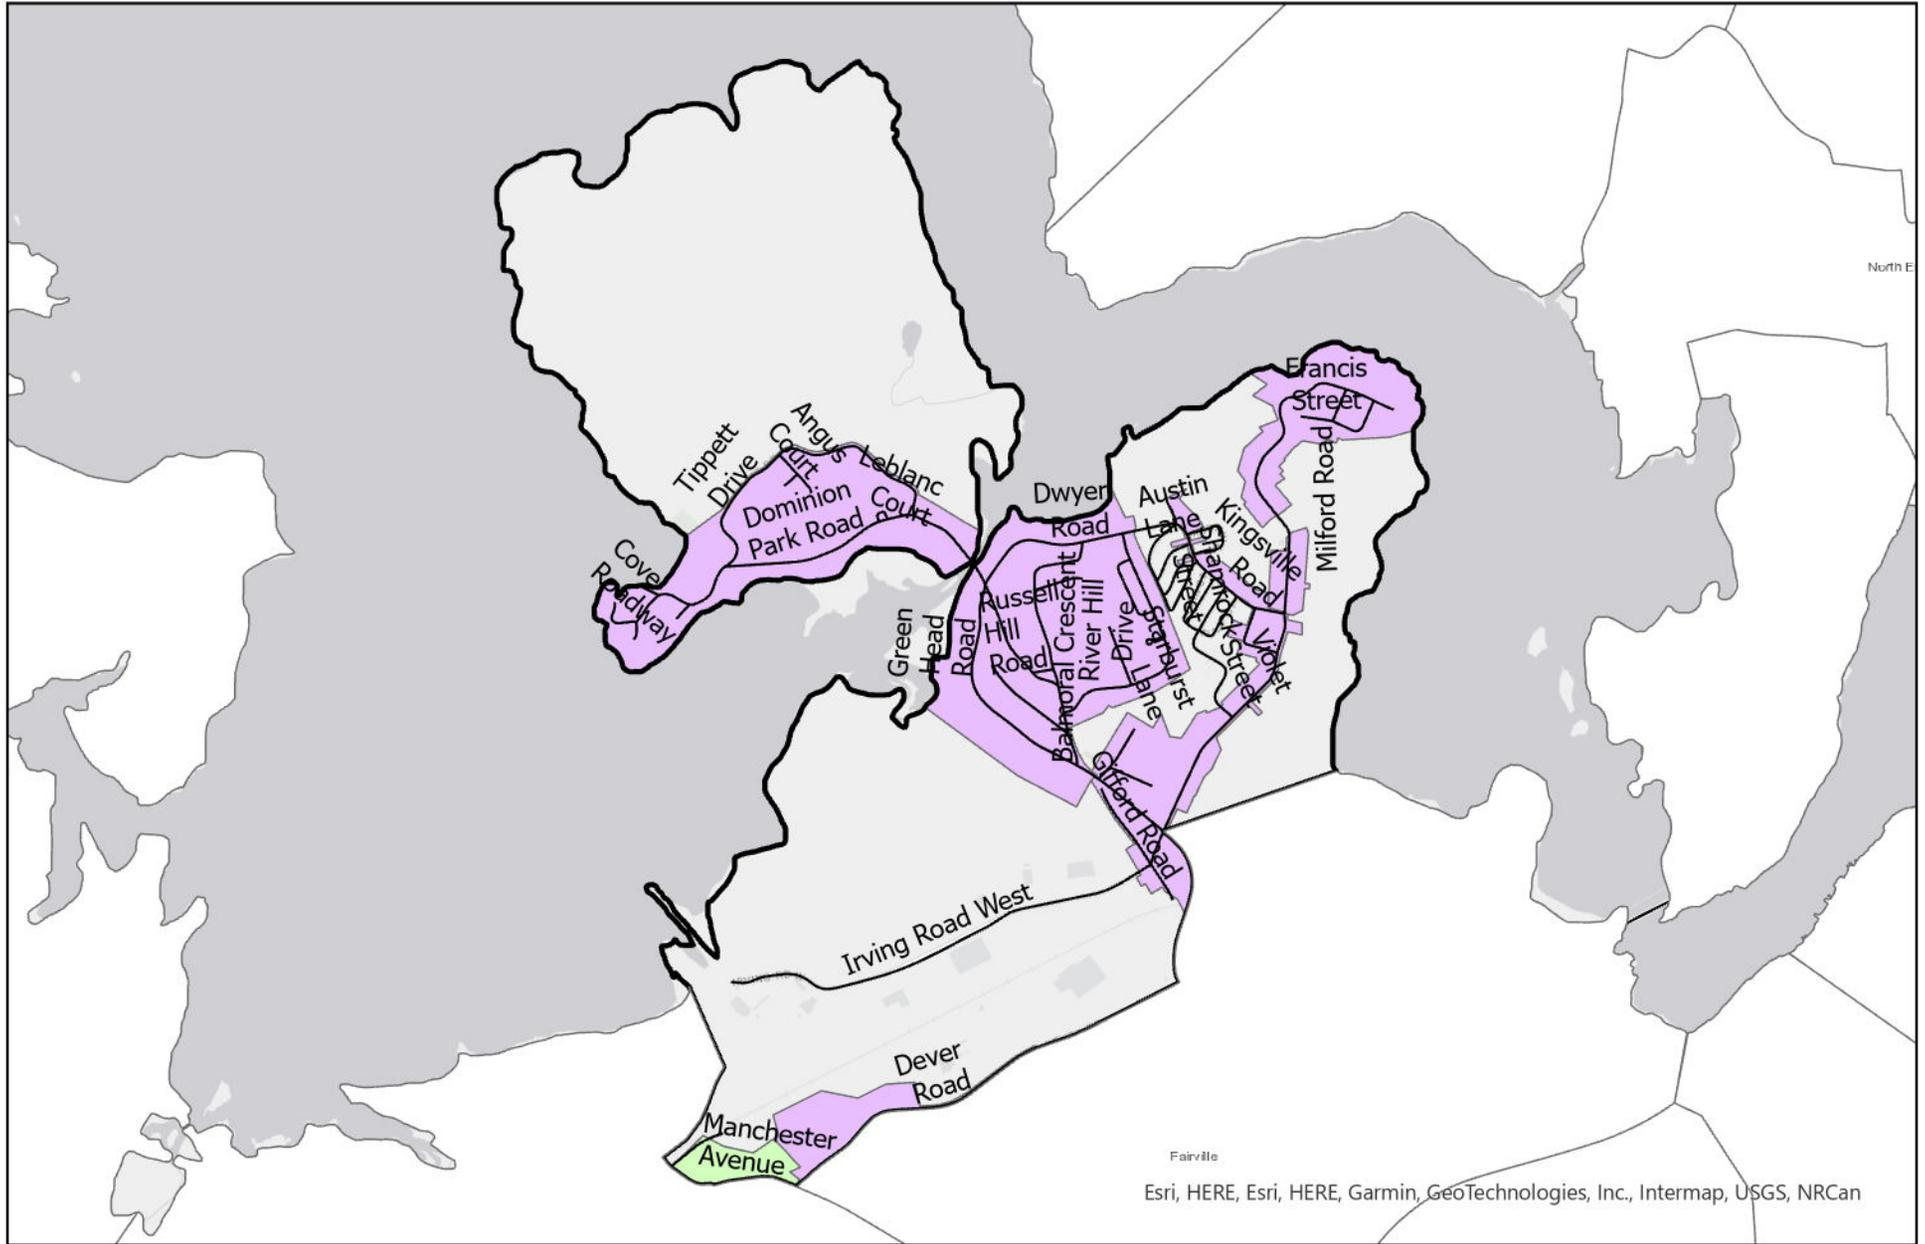 North E
Francis
Street
Angus
Court
Tippett
Drive
Leblanc
Court
Dominion
Park Road
Dwyer
Road
Austin
Lane
Kingsville
Road
Milford Road
Cove
Roadway
Shamrock Street
Street
Russell
Hill
Road
Green
Head
Road
Balmoral Crescent
River Hill
Drive
Starburst
Lane
Violet
Gifford Road
Irving Road West
Dever
Road
Manchester
Avenue
Fairville
Esri, HERE, Esri, HERE, Garmin, GeoTechnologies, Inc., Intermap, USGS, NRCan